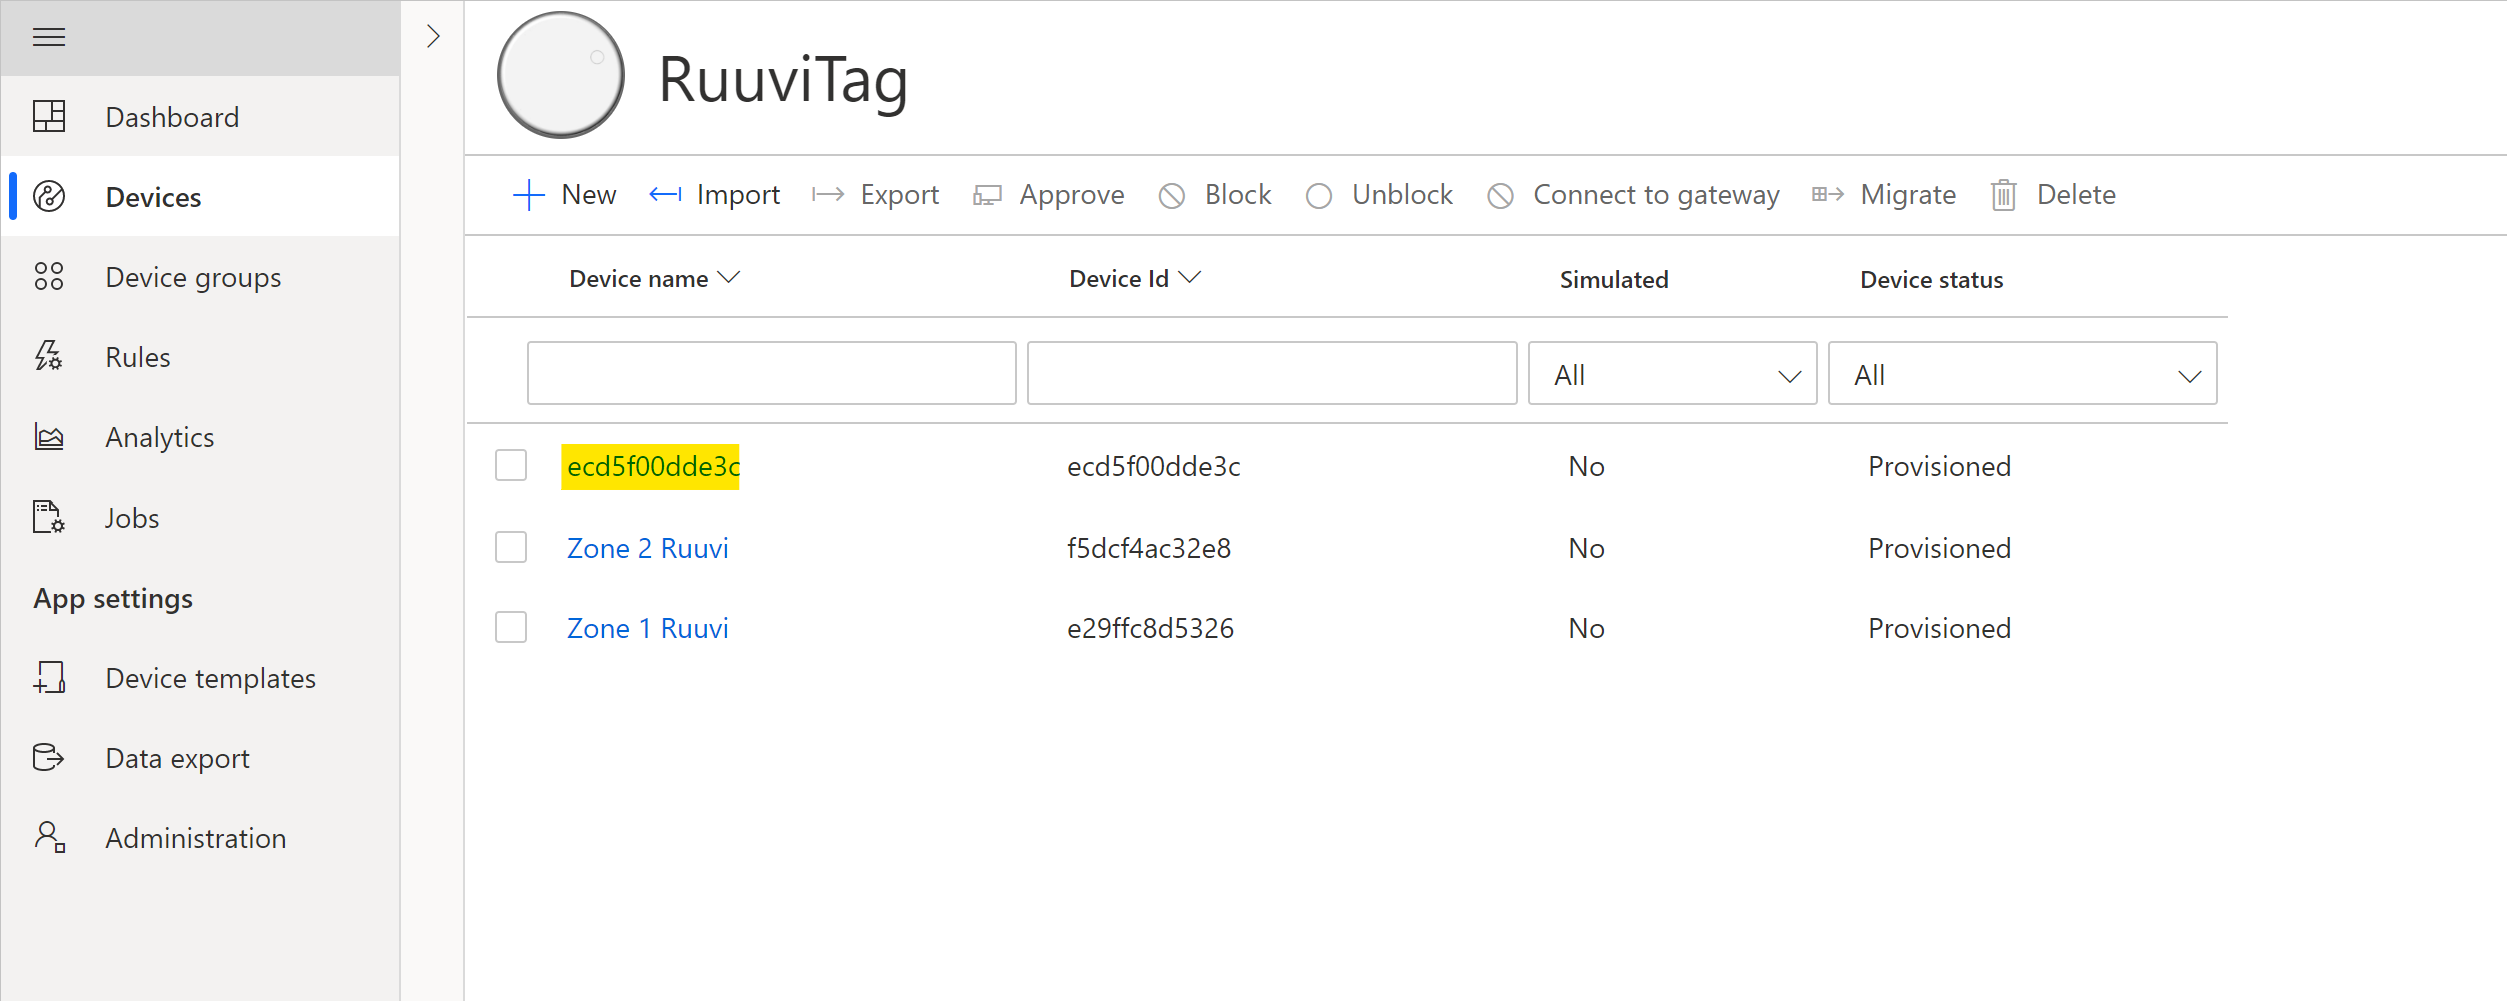 RuuviTag
Dashboard
Devices
Device groups
Rules
Analytics
Jobs
App settings
Device templates
Data export
Administration
New Import Export Approve Block Unblock Connect to gateway Migrate Delete
Device name Device Id Simulated Device status
All All
ecd5f00dde3c ecd5f00dde3c No Provisioned
Zone 2 Ruuvi f5dcf4ac32e8 No Provisioned
Zone 1 Ruuvi e29ffc8d5326 No Provisioned